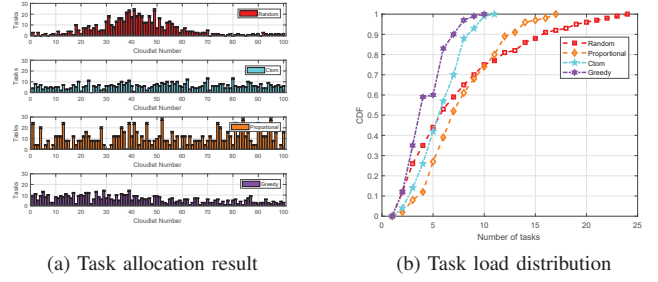 30
20
10
0
Tasks
Random
0 10 20 30 40 50 60 70 80 90 100
Cloudlet Number
30
20
10
0
Tasks
Ctom
0 10 20 30 40 50 60 70 80 90 100
Cloudlet Number
30
20
10
0
Tasks
Proportional
0 10 20 30 40 50 60 70 80 90 100
Cloudlet Number
30
20
10
0
Tasks
Greedy
0 10 20 30 40 50 60 70 80 90 100
Cloudlet Number
(a) Task allocation result
1
0.9
0.8
0.7
0.6
0.5
0.4
0.3
0.2
0.1
0
CDF
Random
Proportional
Ctom
Greedy
0 5 10 15 20 25
Number of tasks
(b) Task load distribution